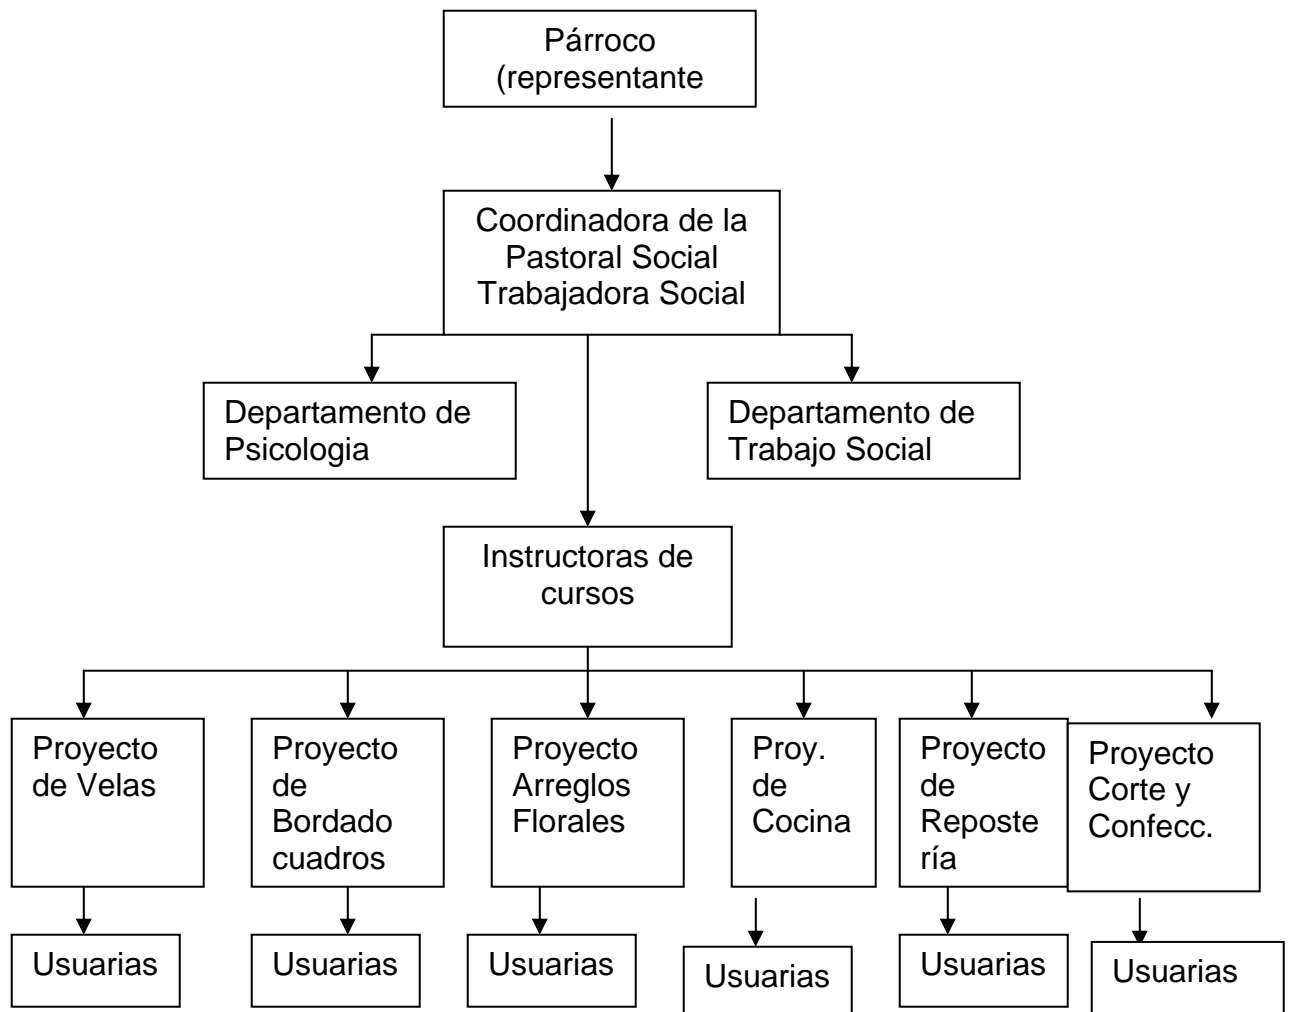 Párroco
(representante
Coordinadora de la
Pastoral Social
Trabajadora Social
Departamento de
Psicologia
Departamento de
Trabajo Social
Instructoras de
cursos
Proyecto
de Velas
Proyecto
de
Bordado
cuadros
Proyecto
Arreglos
Florales
Proy.
de
Cocina
Proyecto
de
Reposte
ría
Proyecto
Corte y
Confecc.
Usuarias
Usuarias
Usuarias
Usuarias
Usuarias
Usuarias